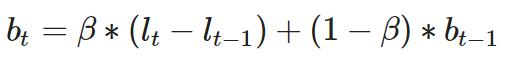 b_t = β * (l_t − l_{t−1}) + (1 − β) * b_{t−1}